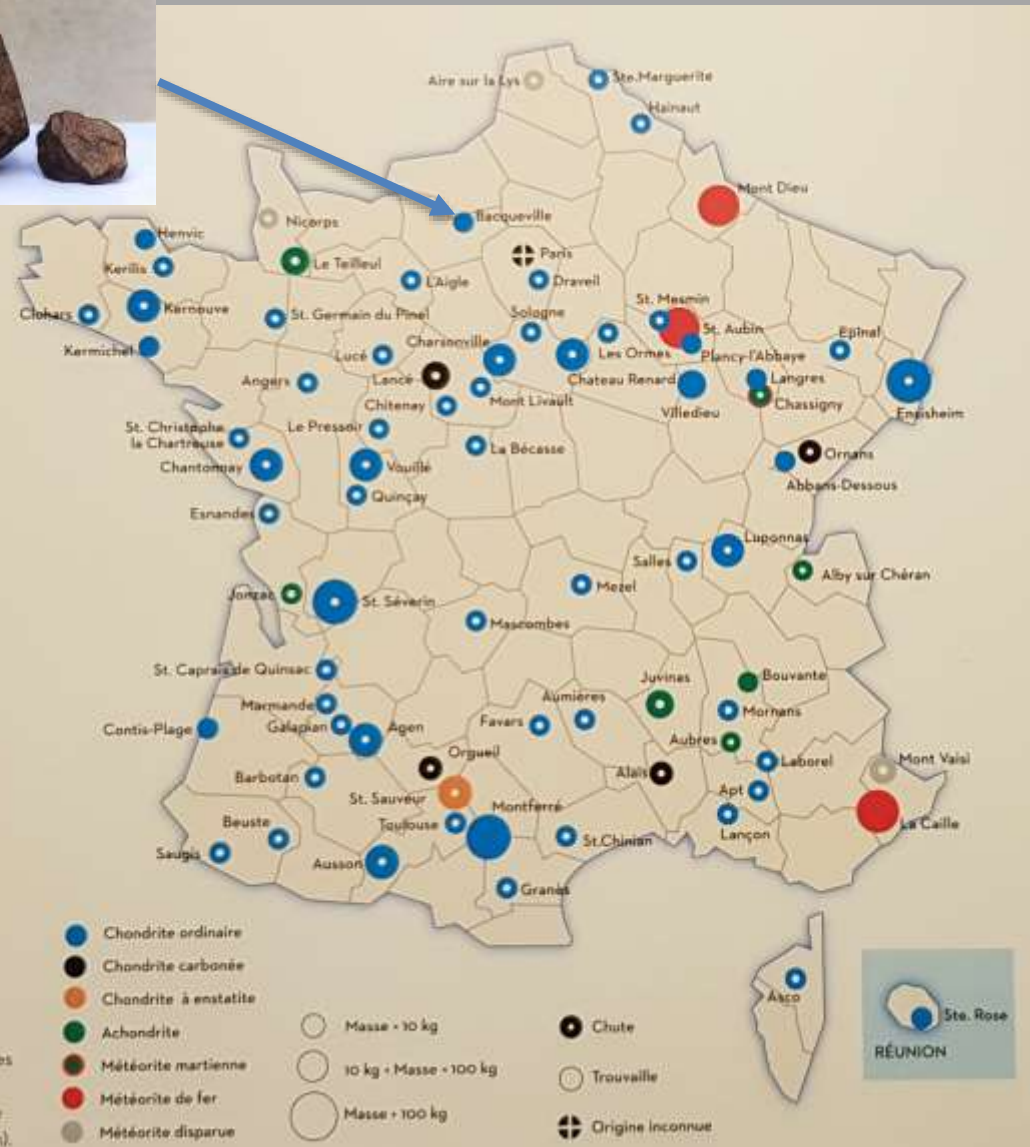 Aire sur la Lys
Ste.Marguerite
Hainaut
Mont Dieu
Bacqueville
Nicorps
Henvic
Paris
Kerilis
Le Teilleul
L'Aigle
Draveil
St. Mesmin
Clohars
Kernouve
St. Germain du Pinel
Sologne
St. Aubin
Epinal
Kermichel
Charsonville
Les Ormes
Plancy-l'Abbaye
Lucé
Angers
Lancé
Chateau Renard
Langres
Chitenay
Mont Livault
Villedieu
Chassigny
Ensisheim
St. Christophe
la Chartreuse
Le Pressoir
La Bécasse
Ornans
Chantonnay
Vouillé
Abbans-Dessous
Quinçay
Esnandes
Luponnas
Salles
Alby sur Chéran
Jonzac
St. Séverin
Mezel
Mascombes
St. Caprais de Quinsac
Juvinas
Bouvante
Marmande
Aumières
Mornans
Contis-Plage
Galapian
Agen
Favars
Aubres
Orgueil
Laborel
Mont Vaisi
Barbotan
Alais
St. Sauveur
Apt
Montferré
Beuste
Toulouse
La Caille
Lançon
Saugis
St.Chinian
Ausson
Granès
Chondrite ordinaire
Chondrite carbonée
Chondrite à enstatite
Achondrite
Météorite martienne
Météorite de fer
Météorite disparue
Masse < 10 kg
10 kg < Masse < 100 kg
Masse > 100 kg
Chute
Trouvaille
Origine inconnue
Asco
Ste. Rose
RÉUNION
es